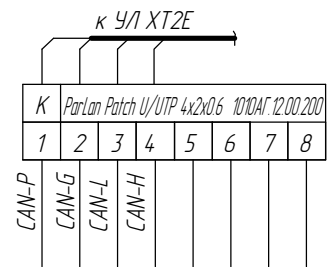 к УЛ XT2E
K ParLan Patch U/UTP 4x2x0.6 1010АГ.12.00.200
1 2 3 4 5 6 7 8
CAN-P
CAN-G
CAN-L
CAN-H